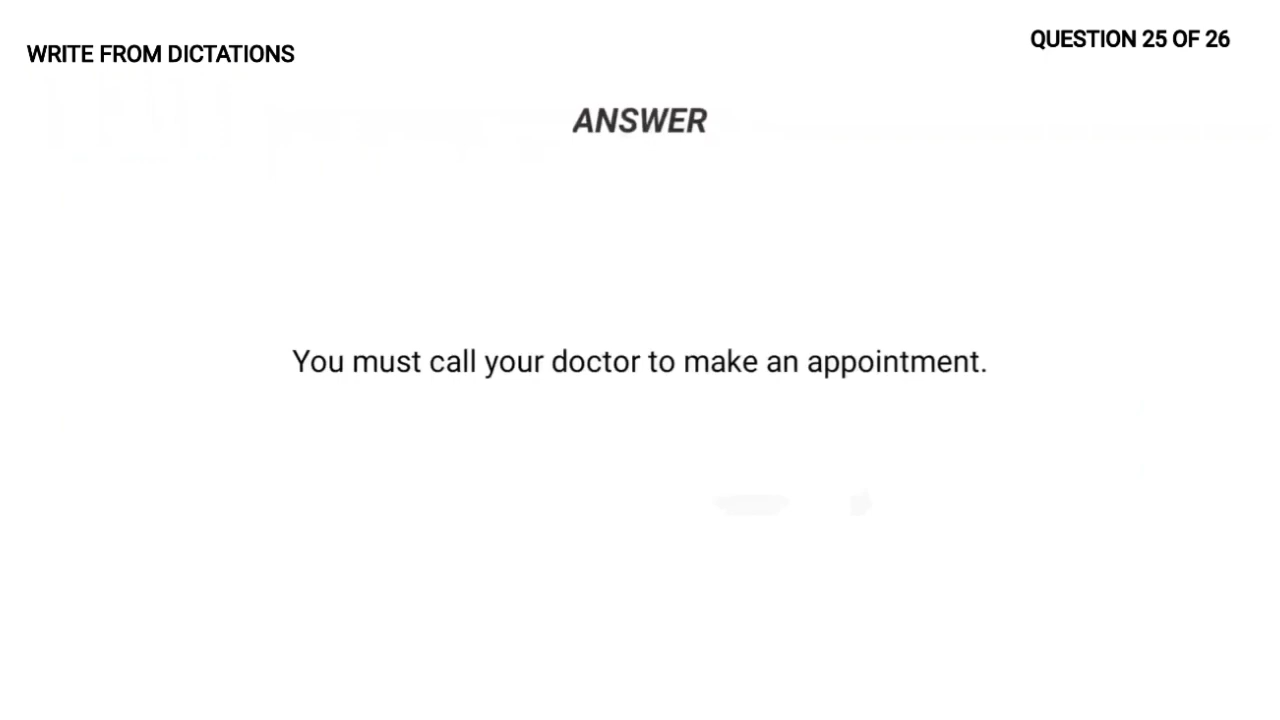 WRITE FROM DICTATIONS
QUESTION 25 OF 26
ANSWER
You must call your doctor to make an appointment.